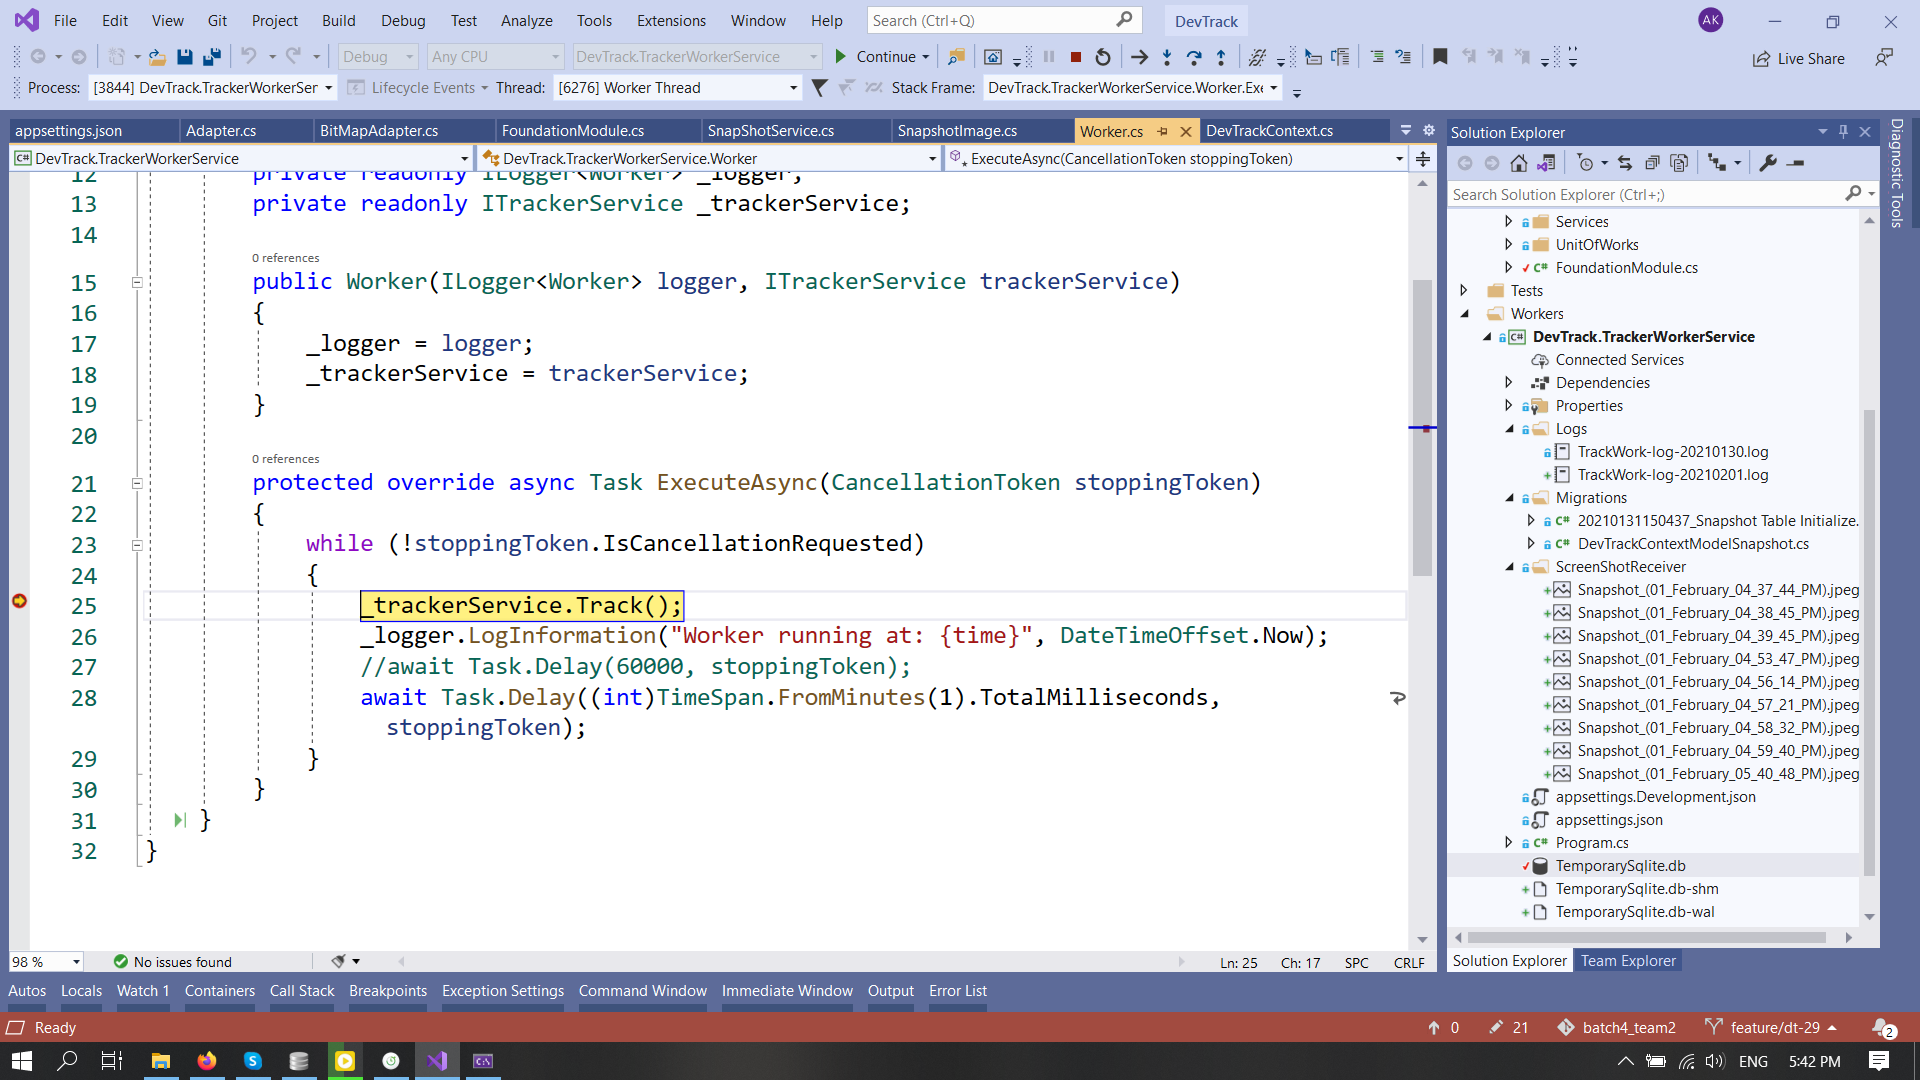 File Edit View Git Project Build Debug Test Analyze Tools Extensions Window Help Search (Ctrl+Q) DevTrack AK
Debug Any CPU DevTrack.TrackerWorkerService Continue Live Share
Process: [3844] DevTrack.TrackerWorkerSer Lifecycle Events Thread: [6276] Worker Thread Stack Frame: DevTrack.TrackerWorkerService.Worker.Exe
appsettings.json Adapter.cs BitMapAdapter.cs FoundationModule.cs SnapShotService.cs SnapshotImage.cs Worker.cs DevTrackContext.cs
DevTrack.TrackerWorkerService DevTrack.TrackerWorkerService.Worker ExecuteAsync(CancellationToken stoppingToken)
12 private readonly ILogger<Worker> _logger;
13 private readonly ITrackerService _trackerService;
14
0 references
15 public Worker(ILogger<Worker> logger, ITrackerService trackerService)
16 {
17 _logger = logger;
18 _trackerService = trackerService;
19 }
20
0 references
21 protected override async Task ExecuteAsync(CancellationToken stoppingToken)
22 {
23 while (!stoppingToken.IsCancellationRequested)
24 {
25 _trackerService.Track();
26 _logger.LogInformation("Worker running at: {time}", DateTimeOffset.Now);
27 //await Task.Delay(60000, stoppingToken);
28 await Task.Delay((int)TimeSpan.FromMinutes(1).TotalMilliseconds,
stoppingToken);
29 }
30 }
31 }
32 }
98 % No issues found Ln: 25 Ch: 17 SPC CRLF
Solution Explorer
Search Solution Explorer (Ctrl+;)
Services
UnitOfWorks
C# FoundationModule.cs
Tests
Workers
C# DevTrack.TrackerWorkerService
Connected Services
Dependencies
Properties
Logs
TrackWork-log-20210130.log
TrackWork-log-20210201.log
Migrations
C# 20210131150437_Snapshot Table Initialize.
C# DevTrackContextModelSnapshot.cs
ScreenShotReceiver
Snapshot_(01_February_04_37_44_PM).jpeg
Snapshot_(01_February_04_38_45_PM).jpeg
Snapshot_(01_February_04_39_45_PM).jpeg
Snapshot_(01_February_04_53_47_PM).jpeg
Snapshot_(01_February_04_56_14_PM).jpeg
Snapshot_(01_February_04_57_21_PM).jpeg
Snapshot_(01_February_04_58_32_PM).jpeg
Snapshot_(01_February_04_59_40_PM).jpeg
Snapshot_(01_February_05_40_48_PM).jpeg
appsettings.Development.json
appsettings.json
C# Program.cs
TemporarySqlite.db
TemporarySqlite.db-shm
TemporarySqlite.db-wal
Solution Explorer Team Explorer
Diagnostic Tools
Autos Locals Watch 1 Containers Call Stack Breakpoints Exception Settings Command Window Immediate Window Output Error List
Ready 0 21 batch4_team2 feature/dt-29 2
ENG 5:42 PM